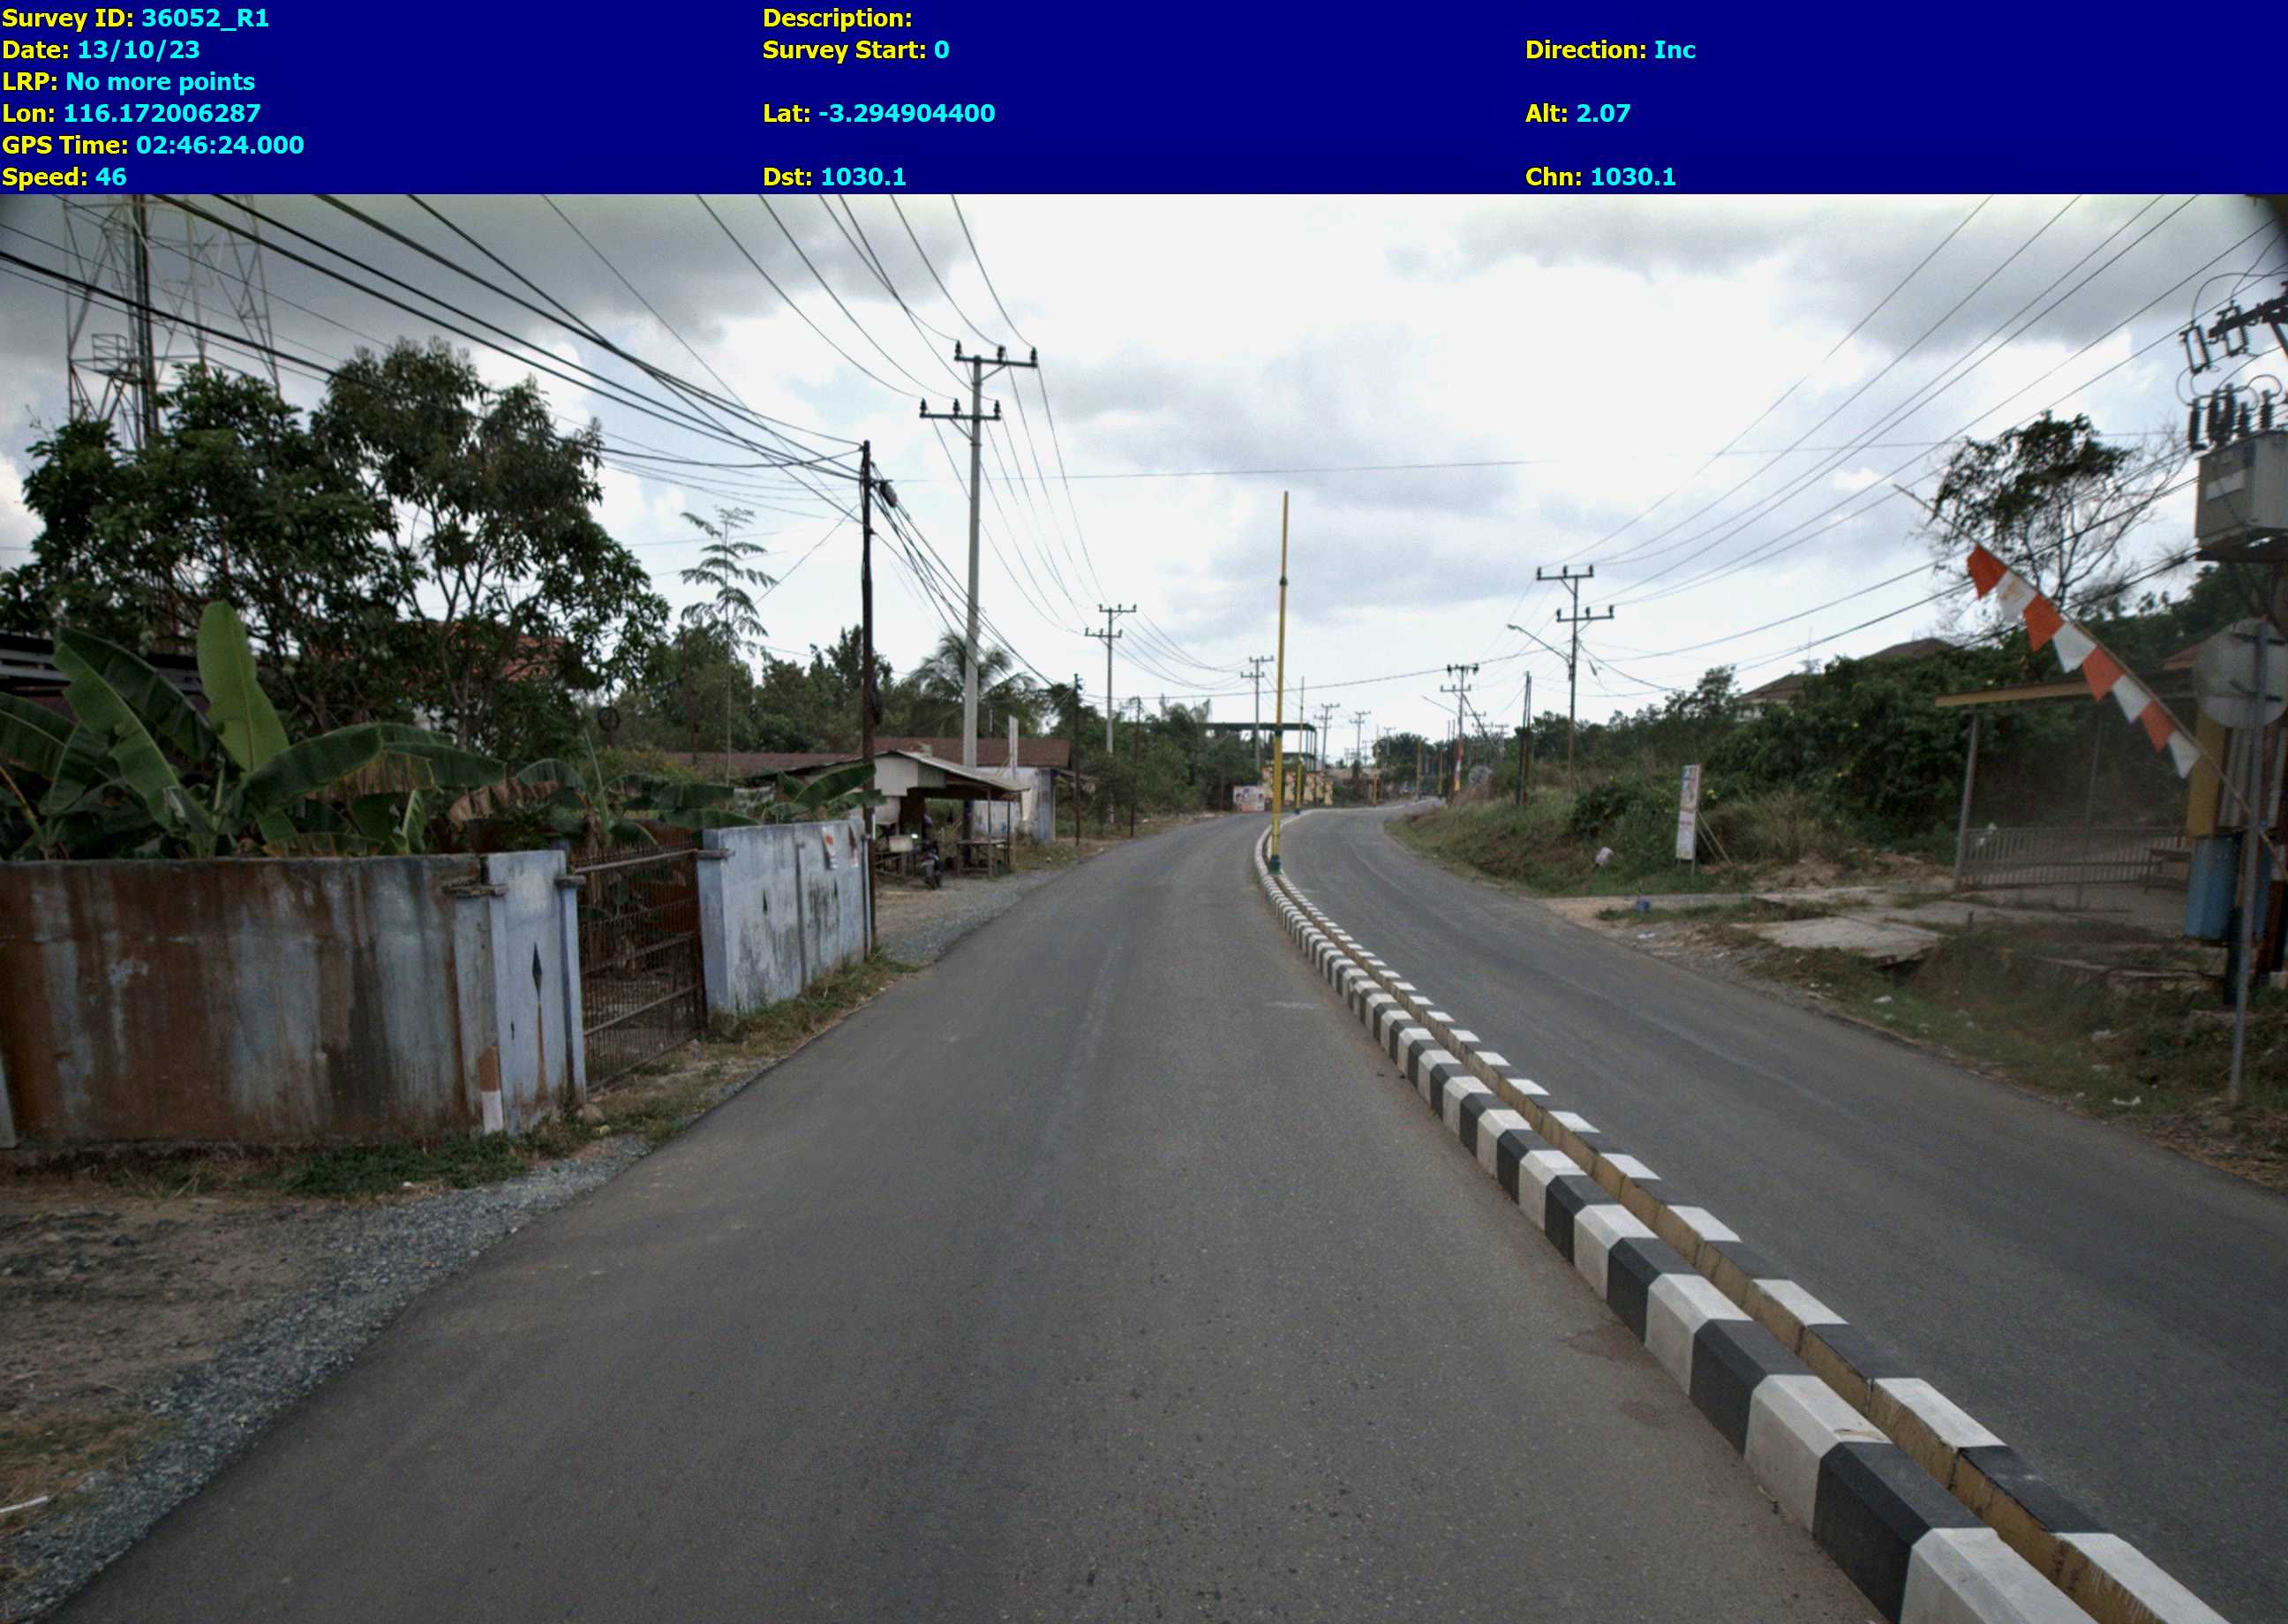 Survey ID: 36052_R1
Description:
Date: 13/10/23
Survey Start: 0
Direction: Inc
LRP: No more points
Lon: 116.172006287
Lat: -3.294904400
Alt: 2.07
GPS Time: 02:46:24.000
Speed: 46
Dst: 1030.1
Chn: 1030.1